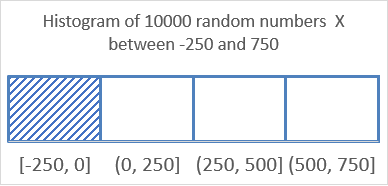 Histogram of 10000 random numbers X
between -250 and 750
[-250, 0] (0, 250] (250, 500] (500, 750]